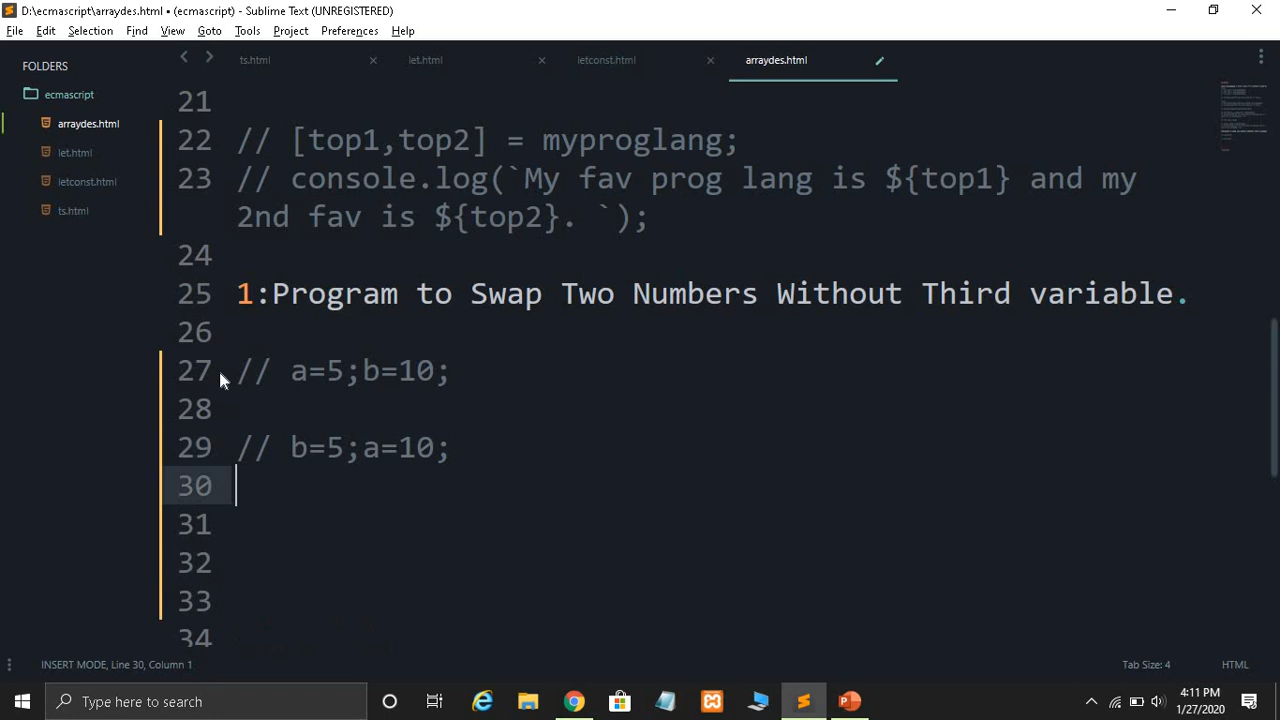 D:\ecmascript\arraydes.html • (ecmascript) - Sublime Text (UNREGISTERED)
File Edit Selection Find View Goto Tools Project Preferences Help
FOLDERS
ecmascript
arraydes.html
let.html
letconst.html
ts.html
ts.html let.html letconst.html arraydes.html
21
22 // [top1,top2] = myproglang;
23 // console.log(`My fav prog lang is ${top1} and my
2nd fav is ${top2}. `);
24
25 1:Program to Swap Two Numbers Without Third variable.
26
27 // a=5;b=10;
28
29 // b=5;a=10;
30
31
32
33
34
INSERT MODE, Line 30, Column 1 Tab Size: 4 HTML
Type here to search
4:11 PM
1/27/2020